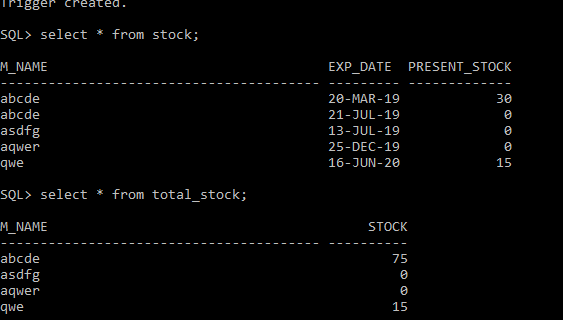 Trigger created.
SQL> select * from stock;
M_NAME EXP_DATE PRESENT_STOCK
---------------------------------------- --------- -------------
abcde 20-MAR-19 30
abcde 21-JUL-19 0
asdfg 13-JUL-19 0
aqwer 25-DEC-19 0
qwe 16-JUN-20 15
SQL> select * from total_stock;
M_NAME STOCK
---------------------------------------- ----------
abcde 75
asdfg 0
aqwer 0
qwe 15